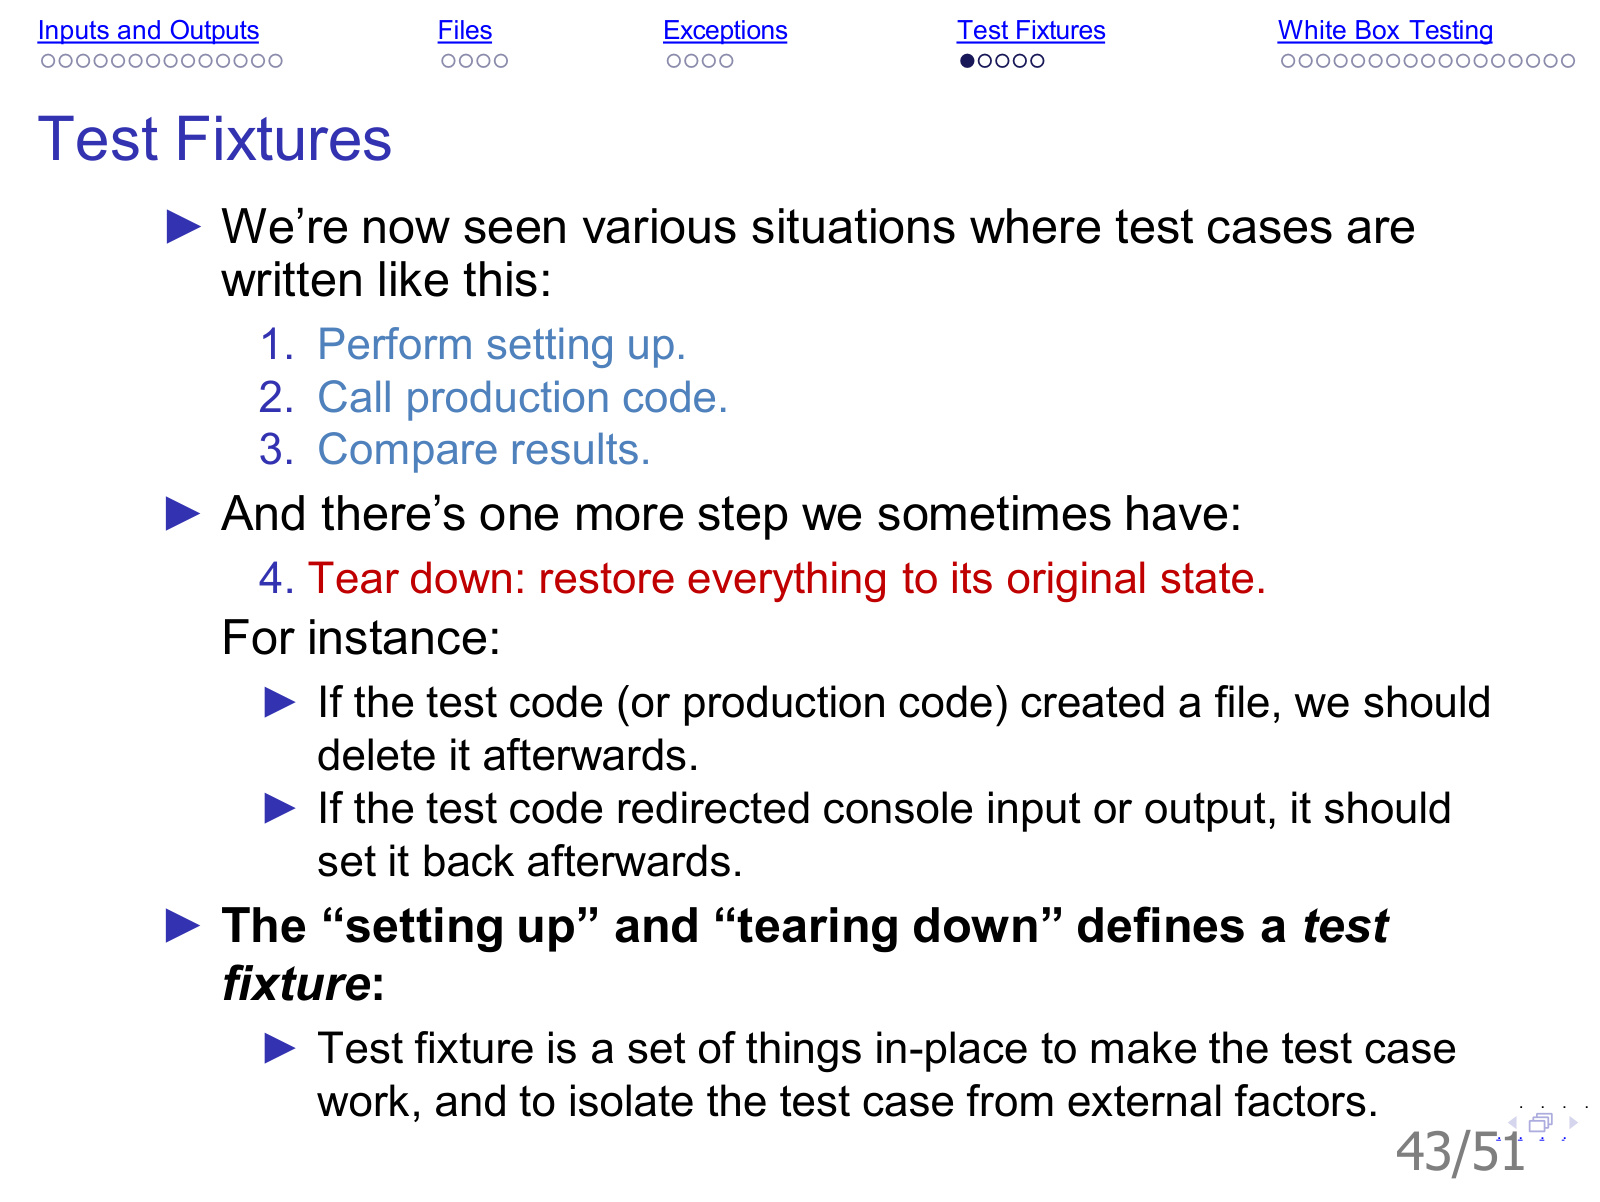 Inputs and Outputs Files Exceptions Test Fixtures White Box Testing
Test Fixtures
► We’re now seen various situations where test cases are
written like this:
1. Perform setting up.
2. Call production code.
3. Compare results.
► And there’s one more step we sometimes have:
4. Tear down: restore everything to its original state.
For instance:
► If the test code (or production code) created a file, we should
delete it afterwards.
► If the test code redirected console input or output, it should
set it back afterwards.
► The “setting up” and “tearing down” defines a test
fixture:
► Test fixture is a set of things in-place to make the test case
work, and to isolate the test case from external factors.
43/51